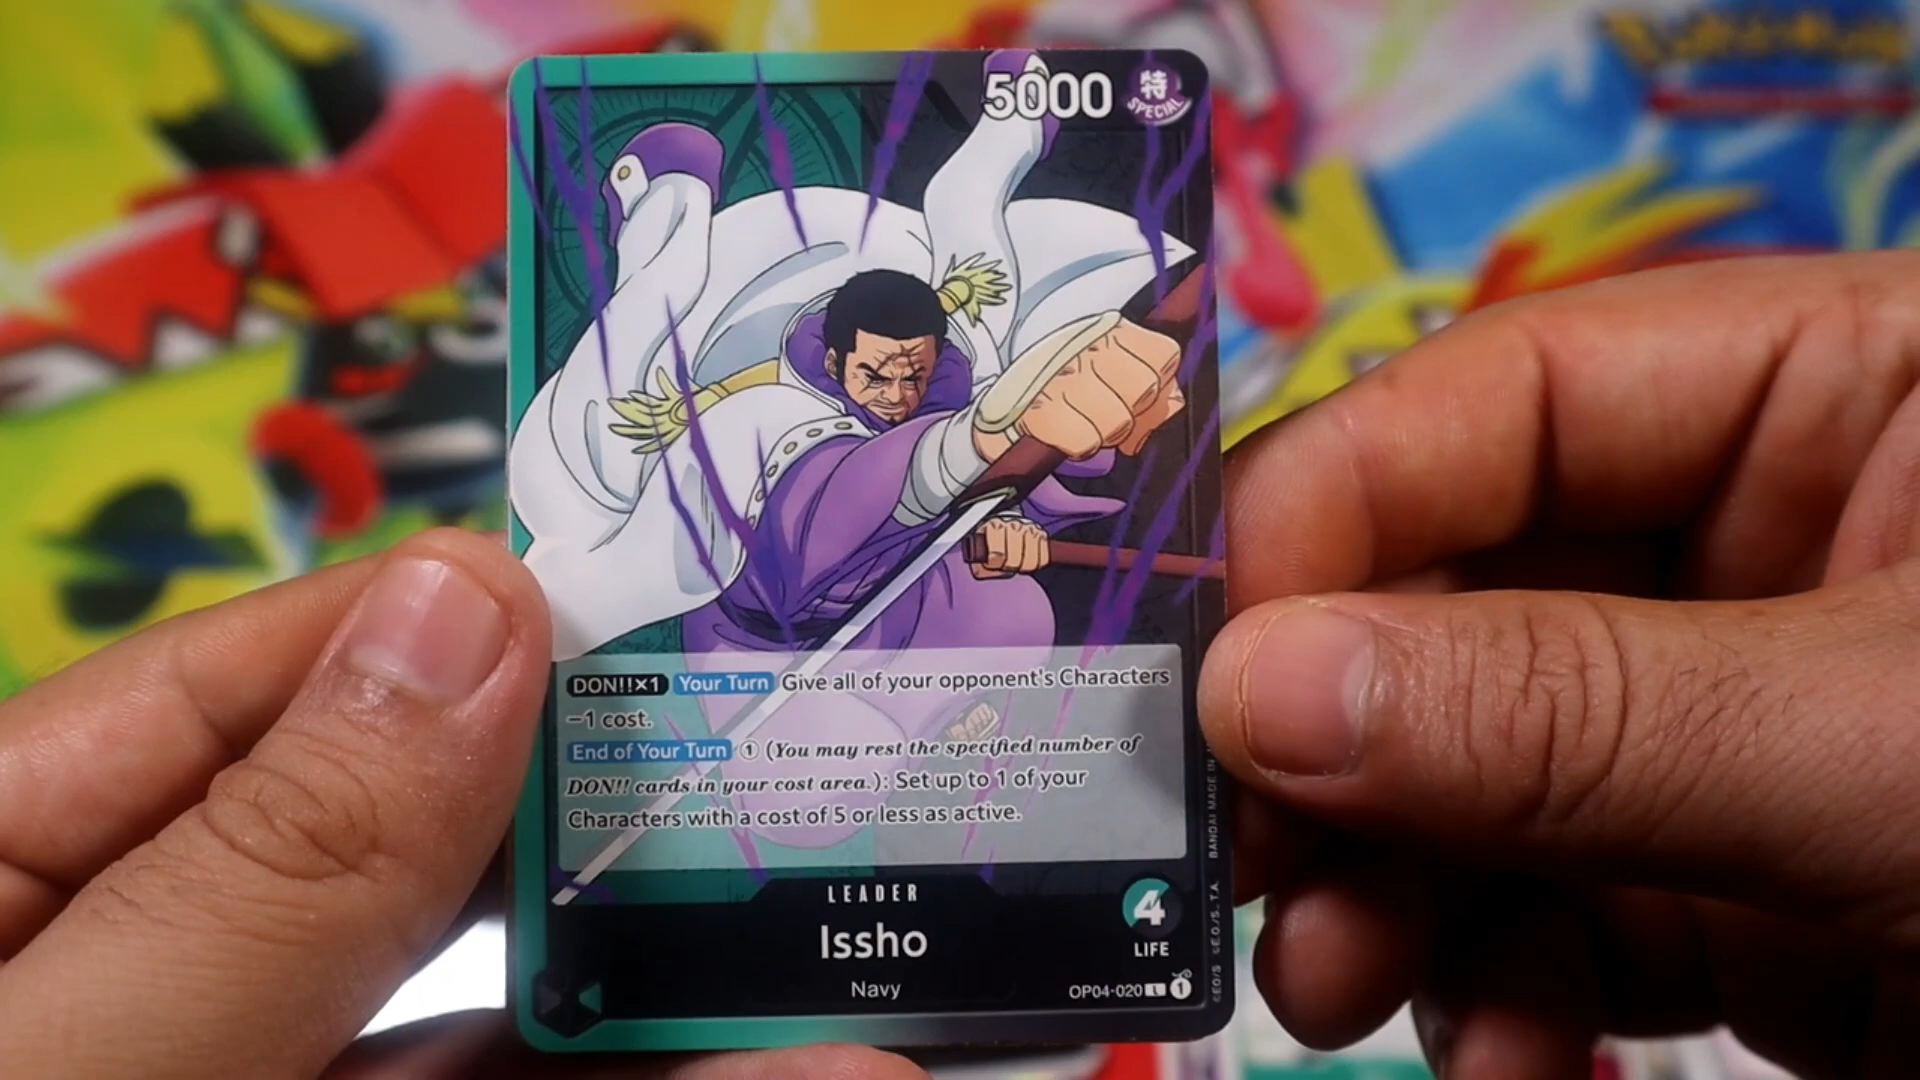 5000 特
SPECIAL
DON!!×1 Your Turn Give all of your opponent's Characters
−1 cost.
End of Your Turn ① (You may rest the specified number of
DON!! cards in your cost area.): Set up to 1 of your
Characters with a cost of 5 or less as active.
LEADER
4
Issho
LIFE
Navy
OP04-020 L 1
©E.O./S ©E.O./S., T.A. BANDAI MADE IN